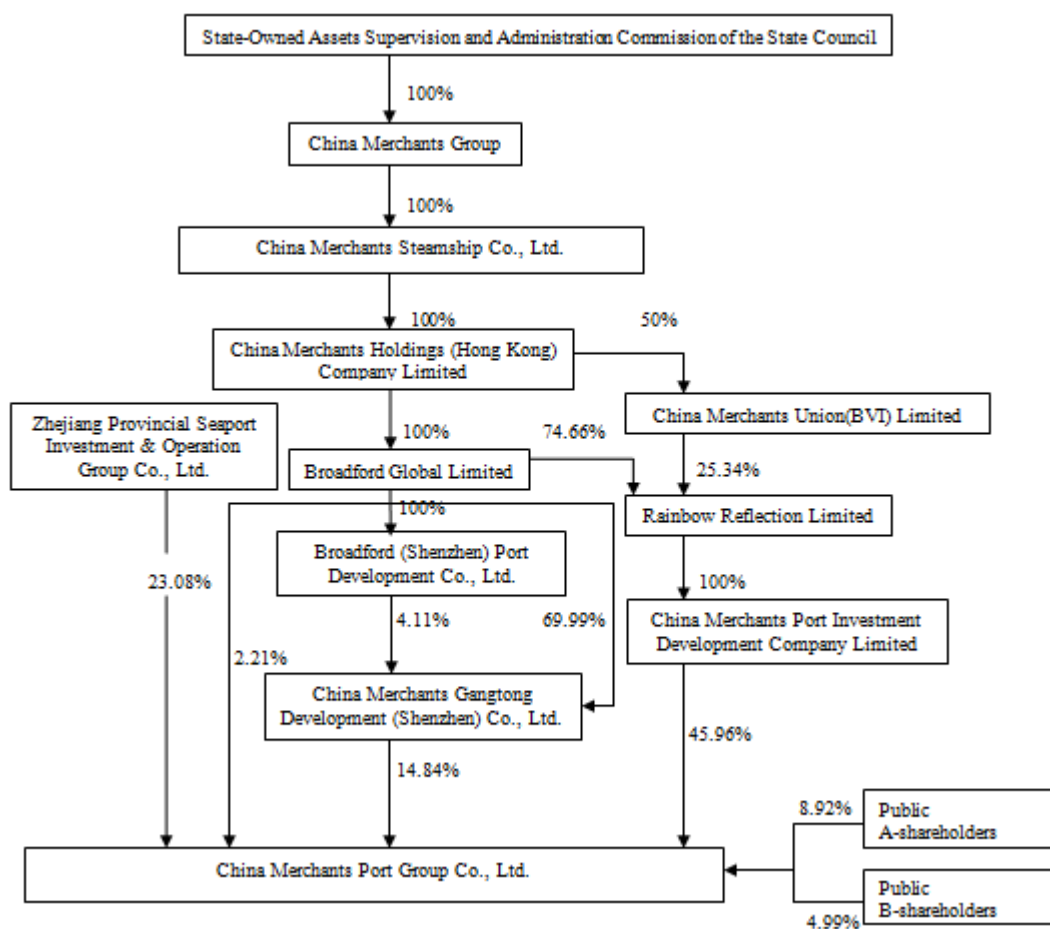 State-Owned Assets Supervision and Administration Commission of the State Council
100%
China Merchants Group
100%
China Merchants Steamship Co., Ltd.
100%
50%
China Merchants Holdings (Hong Kong)
Company Limited
Zhejiang Provincial Seaport
Investment & Operation
Group Co., Ltd.
China Merchants Union(BVI) Limited
100%
74.66%
Broadford Global Limited
25.34%
100%
Rainbow Reflection Limited
Broadford (Shenzhen) Port
Development Co., Ltd.
23.08%
100%
4.11%
69.99%
China Merchants Port Investment
Development Company Limited
2.21%
China Merchants Gangtong
Development (Shenzhen) Co., Ltd.
45.96%
14.84%
8.92%
Public
A-shareholders
China Merchants Port Group Co., Ltd.
Public
B-shareholders
4.99%